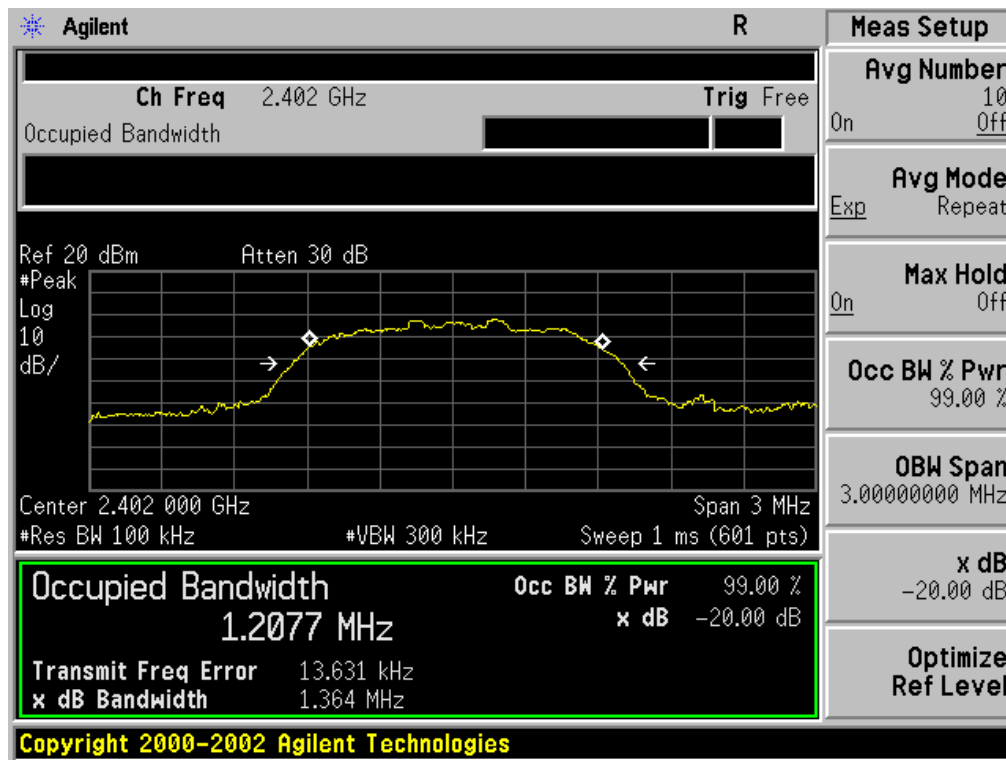 Agilent R
Ch Freq 2.402 GHz Trig Free
Occupied Bandwidth
Ref 20 dBm Atten 30 dB
#Peak
Log
10
dB/
Center 2.402 000 GHz Span 3 MHz
#Res BW 100 kHz #VBW 300 kHz Sweep 1 ms (601 pts)
Occupied Bandwidth Occ BW % Pwr 99.00 %
1.2077 MHz x dB -20.00 dB
Transmit Freq Error 13.631 kHz
x dB Bandwidth 1.364 MHz
Copyright 2000-2002 Agilent Technologies
Meas Setup
Avg Number
10
On Off
Avg Mode
Exp Repeat
Max Hold
On Off
Occ BW % Pwr
99.00 %
OBW Span
3.00000000 MHz
x dB
-20.00 dB
Optimize
Ref Level